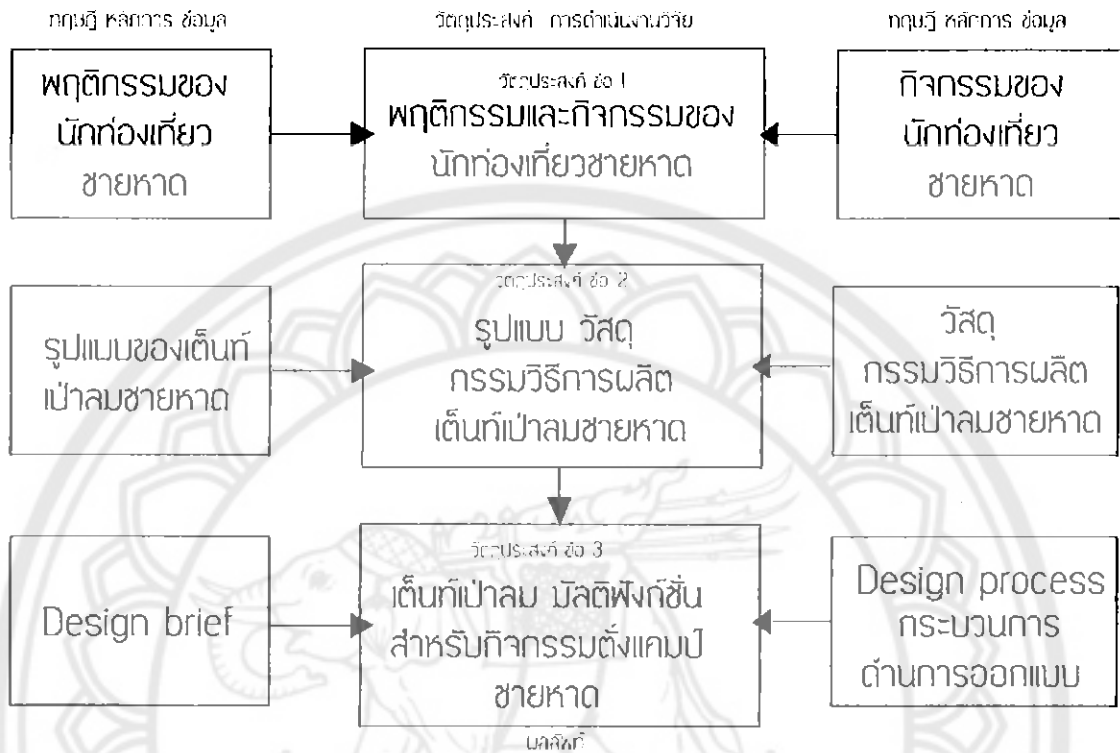 ทฤษฎี หลักการ ข้อมูล
วัตถุประสงค์ การดำเนินงานวิจัย
ทฤษฎี หลักการ ข้อมูล
พฤติกรรมของ
นักท่องเที่ยว
ชายหาด
วัตถุประสงค์ ข้อ 1
พฤติกรรมและกิจกรรมของ
นักท่องเที่ยวชายหาด
กิจกรรมของ
นักท่องเที่ยว
ชายหาด
รูปแบบของเต็นท์
เป่าลมชายหาด
วัตถุประสงค์ ข้อ 2
รูปแบบ วัสดุ
กรรมวิธีการผลิต
เต็นท์เป่าลมชายหาด
วัสดุ
กรรมวิธีการผลิต
เต็นท์เป่าลมชายหาด
Design brief
วัตถุประสงค์ ข้อ 3
เต็นท์เป่าลม มัลติฟังก์ชั่น
สำหรับกิจกรรมตั้งแคมป์
ชายหาด
Design process
กระบวนการ
ด้านการออกแบบ
ผลลัพท์